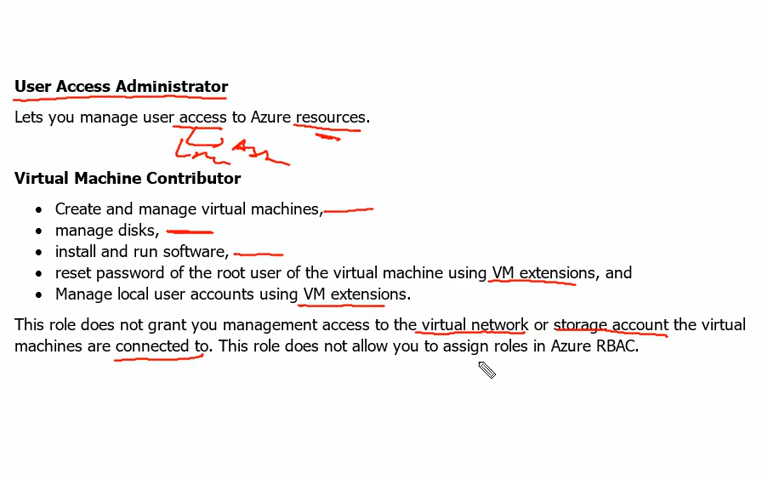 User Access Administrator
Lets you manage user access to Azure resources.
Virtual Machine Contributor
• Create and manage virtual machines,
• manage disks,
• install and run software,
• reset password of the root user of the virtual machine using VM extensions, and
• Manage local user accounts using VM extensions.
This role does not grant you management access to the virtual network or storage account the virtual
machines are connected to. This role does not allow you to assign roles in Azure RBAC.